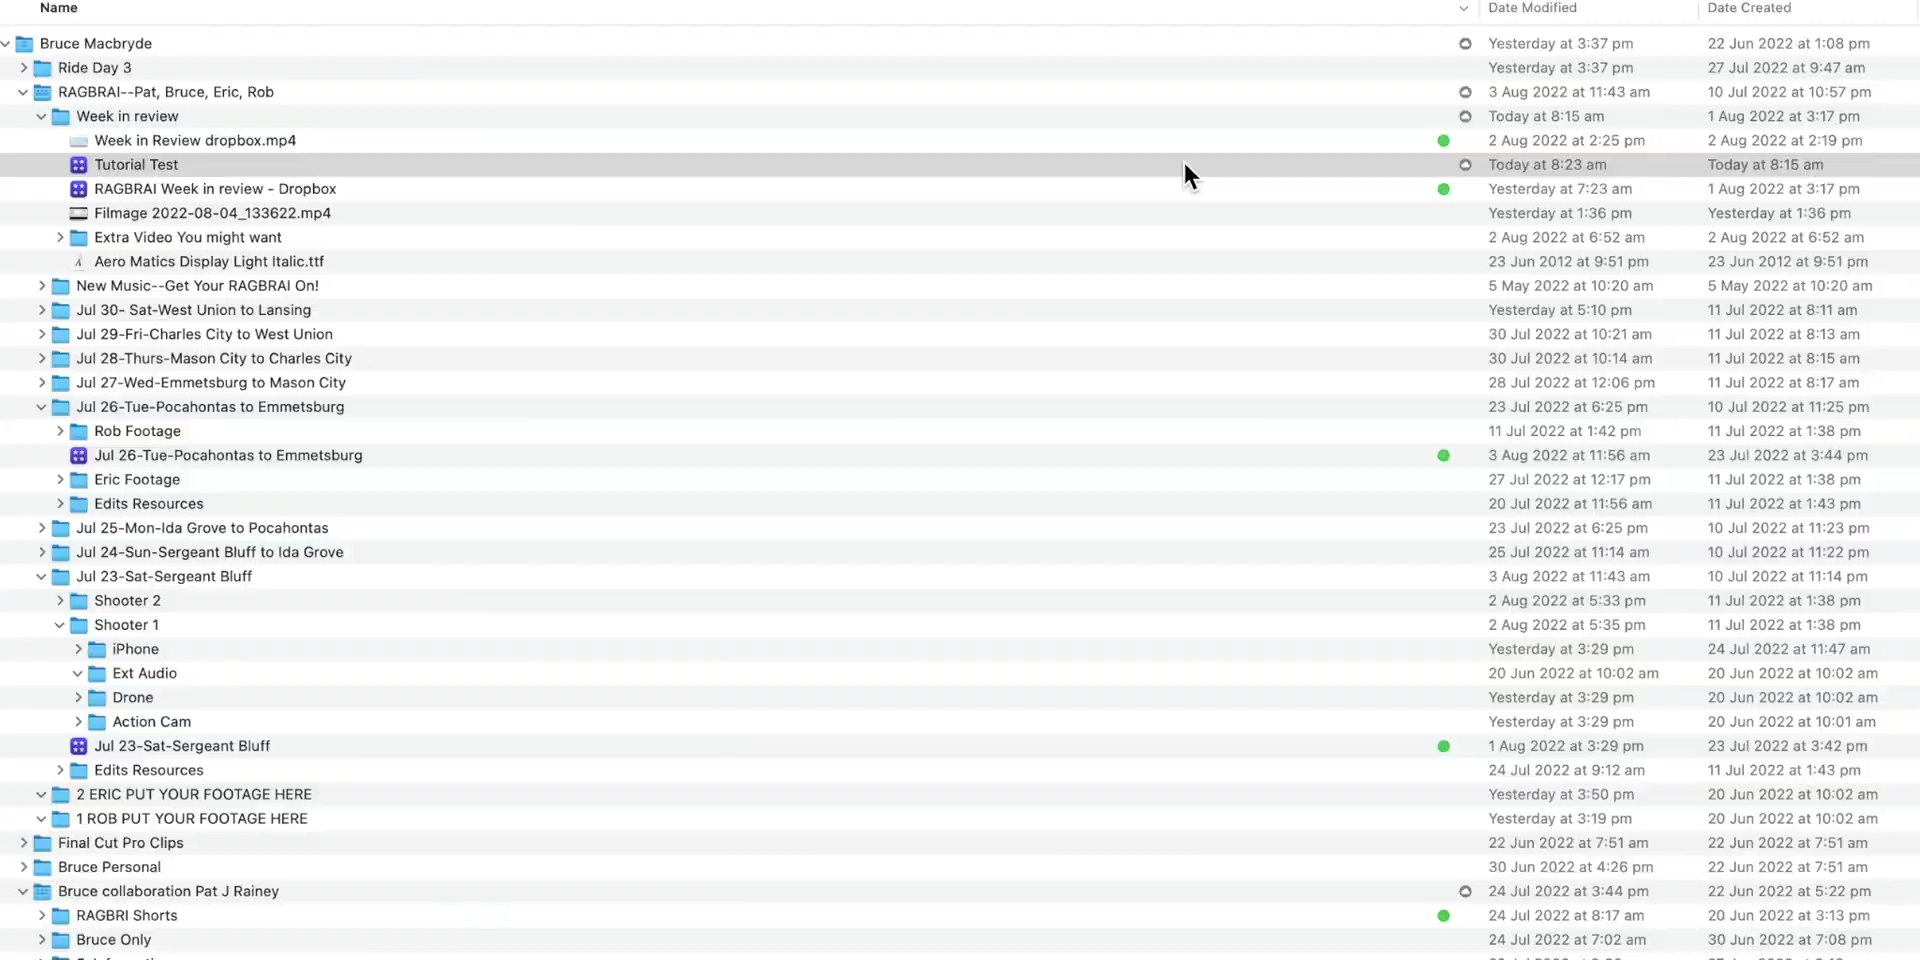 Name Date Modified Date Created
Bruce Macbryde Yesterday at 3:37 pm 22 Jun 2022 at 1:08 pm
Ride Day 3 Yesterday at 3:37 pm 27 Jul 2022 at 9:47 am
RAGBRAI--Pat, Bruce, Eric, Rob 3 Aug 2022 at 11:43 am 10 Jul 2022 at 10:57 pm
Week in review Today at 8:15 am 1 Aug 2022 at 3:17 pm
Week in Review dropbox.mp4 2 Aug 2022 at 2:25 pm 2 Aug 2022 at 2:19 pm
Tutorial Test Today at 8:23 am Today at 8:15 am
RAGBRAI Week in review - Dropbox Yesterday at 7:23 am 1 Aug 2022 at 3:17 pm
Filmage 2022-08-04_133622.mp4 Yesterday at 1:36 pm Yesterday at 1:36 pm
Extra Video You might want 2 Aug 2022 at 6:52 am 2 Aug 2022 at 6:52 am
Aero Matics Display Light Italic.ttf 23 Jun 2012 at 9:51 pm 23 Jun 2012 at 9:51 pm
New Music--Get Your RAGBRAI On! 5 May 2022 at 10:20 am 5 May 2022 at 10:20 am
Jul 30- Sat-West Union to Lansing Yesterday at 5:10 pm 11 Jul 2022 at 8:11 am
Jul 29-Fri-Charles City to West Union 30 Jul 2022 at 10:21 am 11 Jul 2022 at 8:13 am
Jul 28-Thurs-Mason City to Charles City 30 Jul 2022 at 10:14 am 11 Jul 2022 at 8:15 am
Jul 27-Wed-Emmetsburg to Mason City 28 Jul 2022 at 12:06 pm 11 Jul 2022 at 8:17 am
Jul 26-Tue-Pocahontas to Emmetsburg 23 Jul 2022 at 6:25 pm 10 Jul 2022 at 11:25 pm
Rob Footage 11 Jul 2022 at 1:42 pm 11 Jul 2022 at 1:38 pm
Jul 26-Tue-Pocahontas to Emmetsburg 3 Aug 2022 at 11:56 am 23 Jul 2022 at 3:44 pm
Eric Footage 27 Jul 2022 at 12:17 pm 11 Jul 2022 at 1:38 pm
Edits Resources 20 Jul 2022 at 11:56 am 11 Jul 2022 at 1:43 pm
Jul 25-Mon-Ida Grove to Pocahontas 23 Jul 2022 at 6:25 pm 10 Jul 2022 at 11:23 pm
Jul 24-Sun-Sergeant Bluff to Ida Grove 25 Jul 2022 at 11:14 am 10 Jul 2022 at 11:22 pm
Jul 23-Sat-Sergeant Bluff 3 Aug 2022 at 11:43 am 10 Jul 2022 at 11:14 pm
Shooter 2 2 Aug 2022 at 5:33 pm 11 Jul 2022 at 1:38 pm
Shooter 1 2 Aug 2022 at 5:35 pm 11 Jul 2022 at 1:38 pm
iPhone Yesterday at 3:29 pm 24 Jul 2022 at 11:47 am
Ext Audio 20 Jun 2022 at 10:02 am 20 Jun 2022 at 10:02 am
Drone Yesterday at 3:29 pm 20 Jun 2022 at 10:02 am
Action Cam Yesterday at 3:29 pm 20 Jun 2022 at 10:01 am
Jul 23-Sat-Sergeant Bluff 1 Aug 2022 at 3:29 pm 23 Jul 2022 at 3:42 pm
Edits Resources 24 Jul 2022 at 9:12 am 11 Jul 2022 at 1:43 pm
2 ERIC PUT YOUR FOOTAGE HERE Yesterday at 3:50 pm 20 Jun 2022 at 10:02 am
1 ROB PUT YOUR FOOTAGE HERE Yesterday at 3:19 pm 20 Jun 2022 at 10:02 am
Final Cut Pro Clips 22 Jun 2022 at 7:51 am 22 Jun 2022 at 7:51 am
Bruce Personal 30 Jun 2022 at 4:26 pm 22 Jun 2022 at 7:51 am
Bruce collaboration Pat J Rainey 24 Jul 2022 at 3:44 pm 22 Jun 2022 at 5:22 pm
RAGBRI Shorts 24 Jul 2022 at 8:17 am 20 Jun 2022 at 3:13 pm
Bruce Only 24 Jul 2022 at 7:02 am 30 Jun 2022 at 7:08 pm